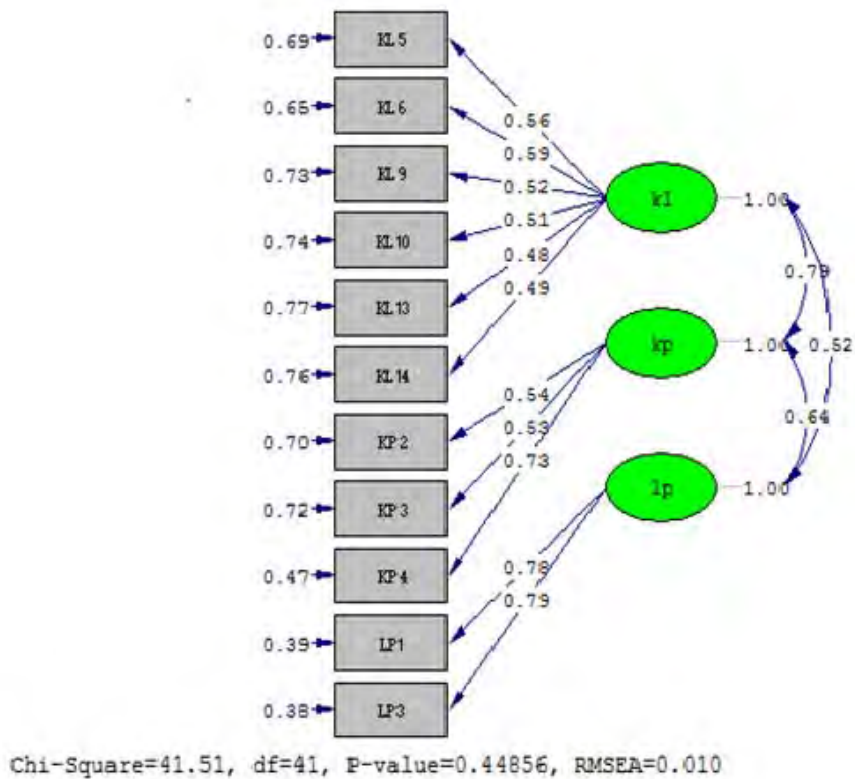 0.69 KL5
0.65 KL6
0.73 KL9
0.74 KL10
0.77 KL13
0.76 KL14
0.70 KP2
0.72 KP3
0.47 KP4
0.39 LP1
0.38 LP3
0.56
0.59
0.52
0.51
0.48
0.49
0.54
0.53
0.73
0.78
0.79
kl 1.00
kp 1.00
lp 1.00
0.79
0.52
0.64
Chi-Square=41.51, df=41, P-value=0.44856, RMSEA=0.010